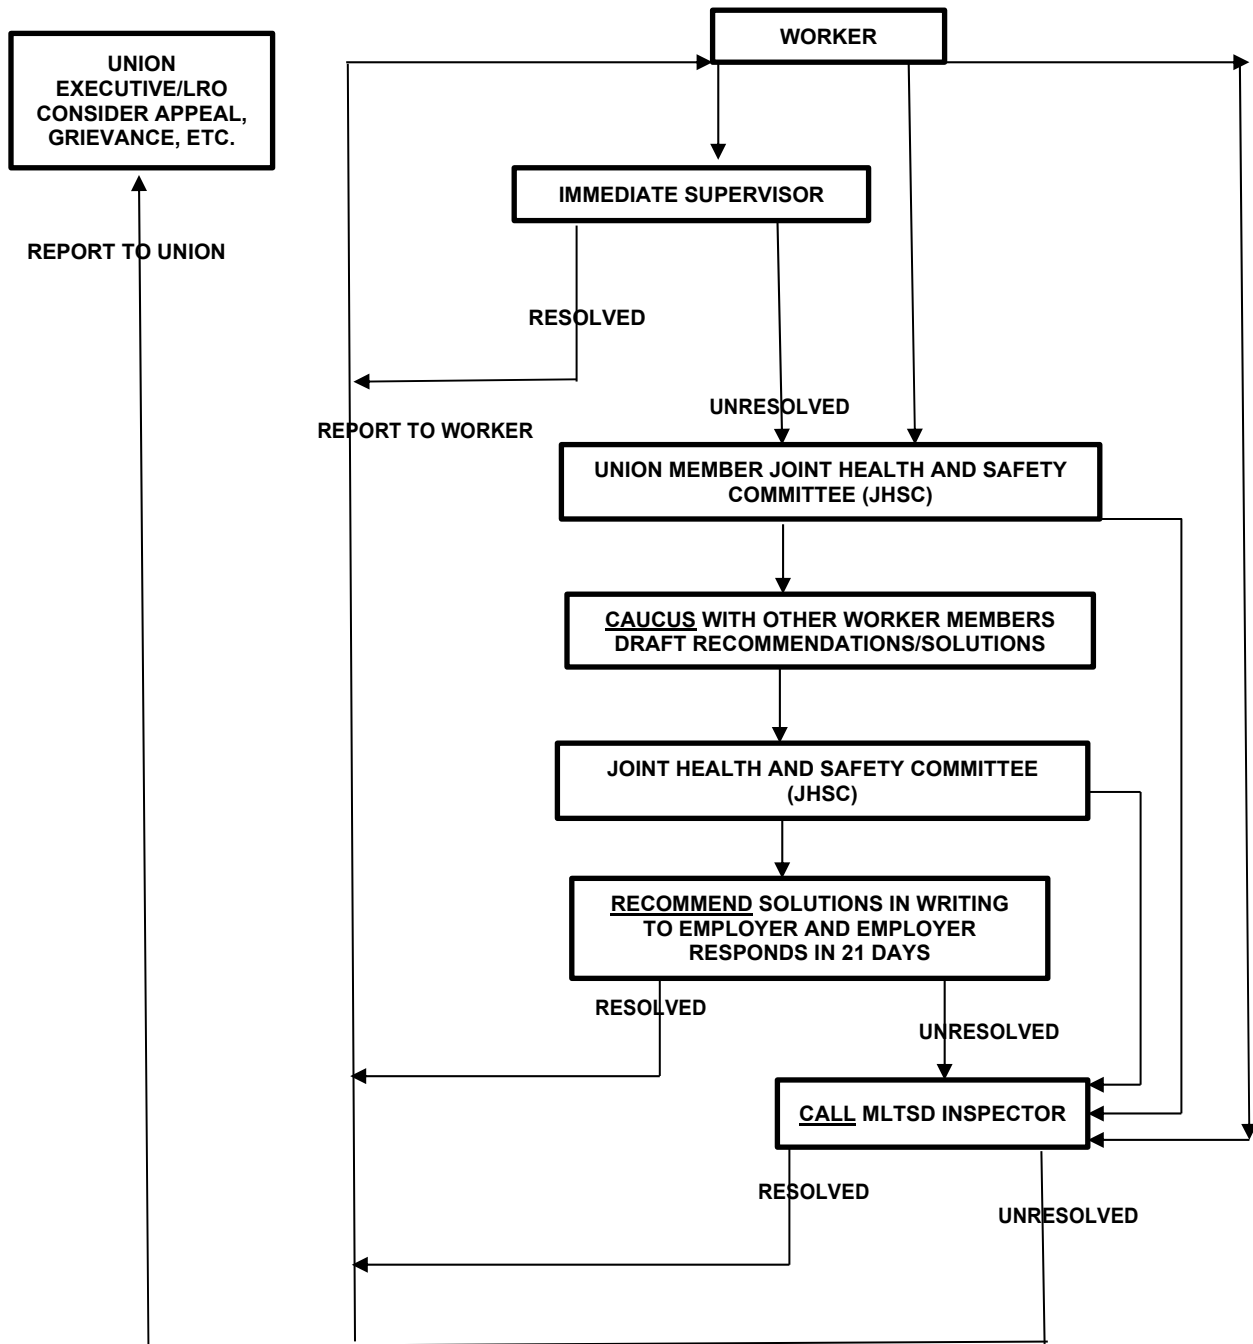 WORKER
UNION
EXECUTIVE/LRO
CONSIDER APPEAL,
GRIEVANCE, ETC.
IMMEDIATE SUPERVISOR
REPORT TO UNION
RESOLVED
UNRESOLVED
REPORT TO WORKER
UNION MEMBER JOINT HEALTH AND SAFETY
COMMITTEE (JHSC)
CAUCUS WITH OTHER WORKER MEMBERS
DRAFT RECOMMENDATIONS/SOLUTIONS
JOINT HEALTH AND SAFETY COMMITTEE
(JHSC)
RECOMMEND SOLUTIONS IN WRITING
TO EMPLOYER AND EMPLOYER
RESPONDS IN 21 DAYS
RESOLVED
UNRESOLVED
CALL MLTSD INSPECTOR
RESOLVED
UNRESOLVED